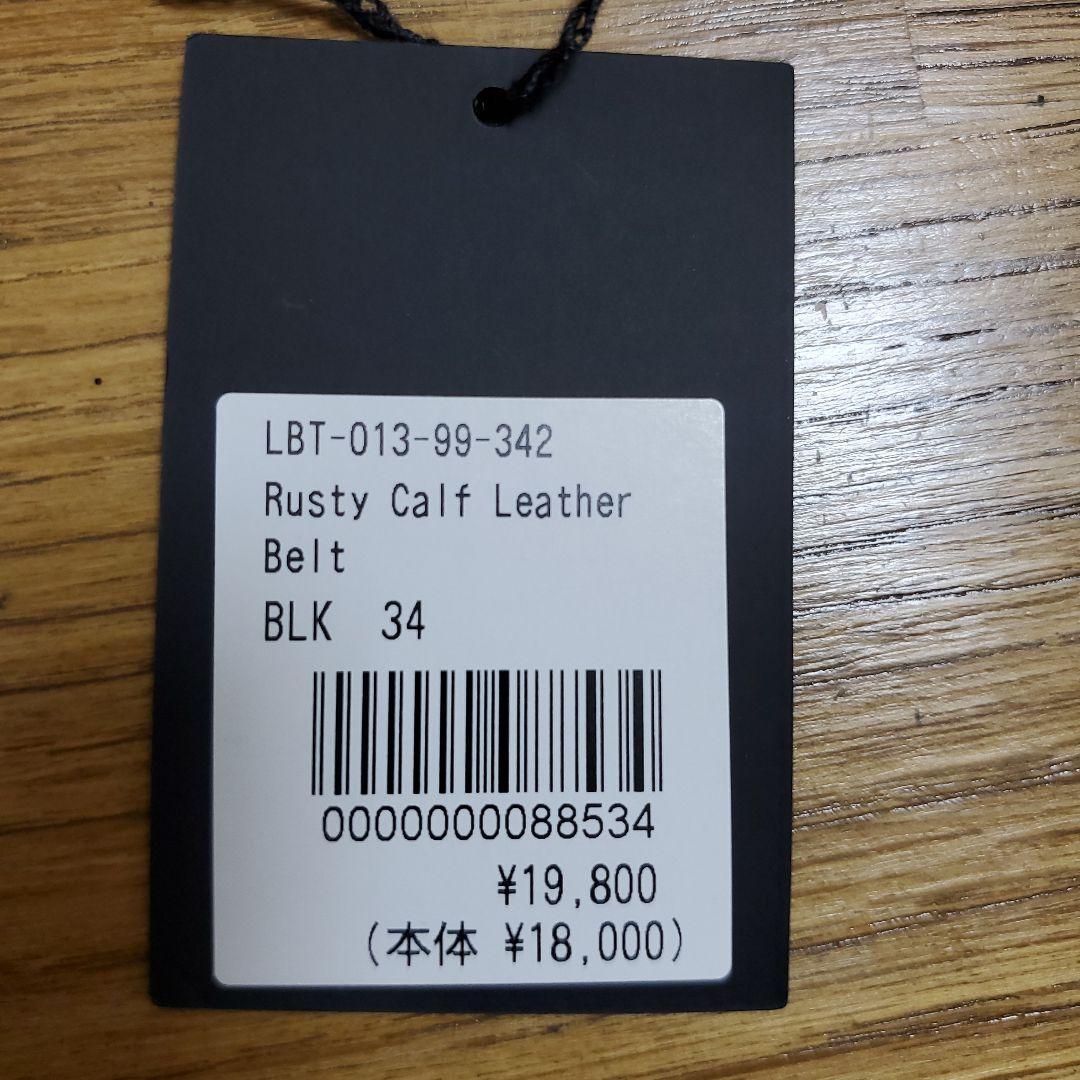 LBT-013-99-342
Rusty Calf Leather
Belt
BLK 34
0000000088534
¥19,800
(本体 ¥18,000)